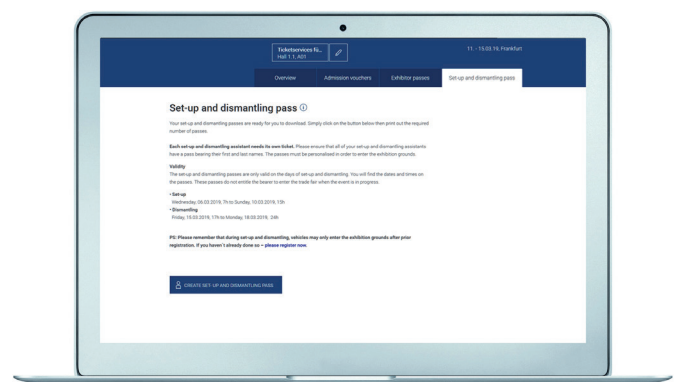 Ticketservices fü...
Hall 1.1, A01
11. - 15.03.19, Frankfurt
Overview
Admission vouchers
Exhibitor passes
Set-up and dismantling pass
Set-up and dismantling pass
Your set-up and dismantling passes are ready for you to download. Simply click on the button below then print out the required
number of passes.
Each set-up and dismantling assistant needs its own ticket. Please ensure that all of your set-up and dismantling assistants
have a pass bearing their first and last names. The passes must be personalised in order to enter the exhibition grounds.
Validity
The set-up and dismantling passes are only valid on the days of set-up and dismantling. You will find the dates and times on
the passes. These passes do not entitle the bearer to enter the trade fair when the event is in progress.
• Set-up
Wednesday, 06.03.2019, 7h to Sunday, 10.03.2019, 15h
• Dismantling
Friday, 15.03.2019, 17h to Monday, 18.03.2019, 24h
PS: Please remember that during set-up and dismantling, vehicles may only enter the exhibition grounds after prior
registration. If you haven't already done so – please register now.
CREATE SET-UP AND DISMANTLING PASS